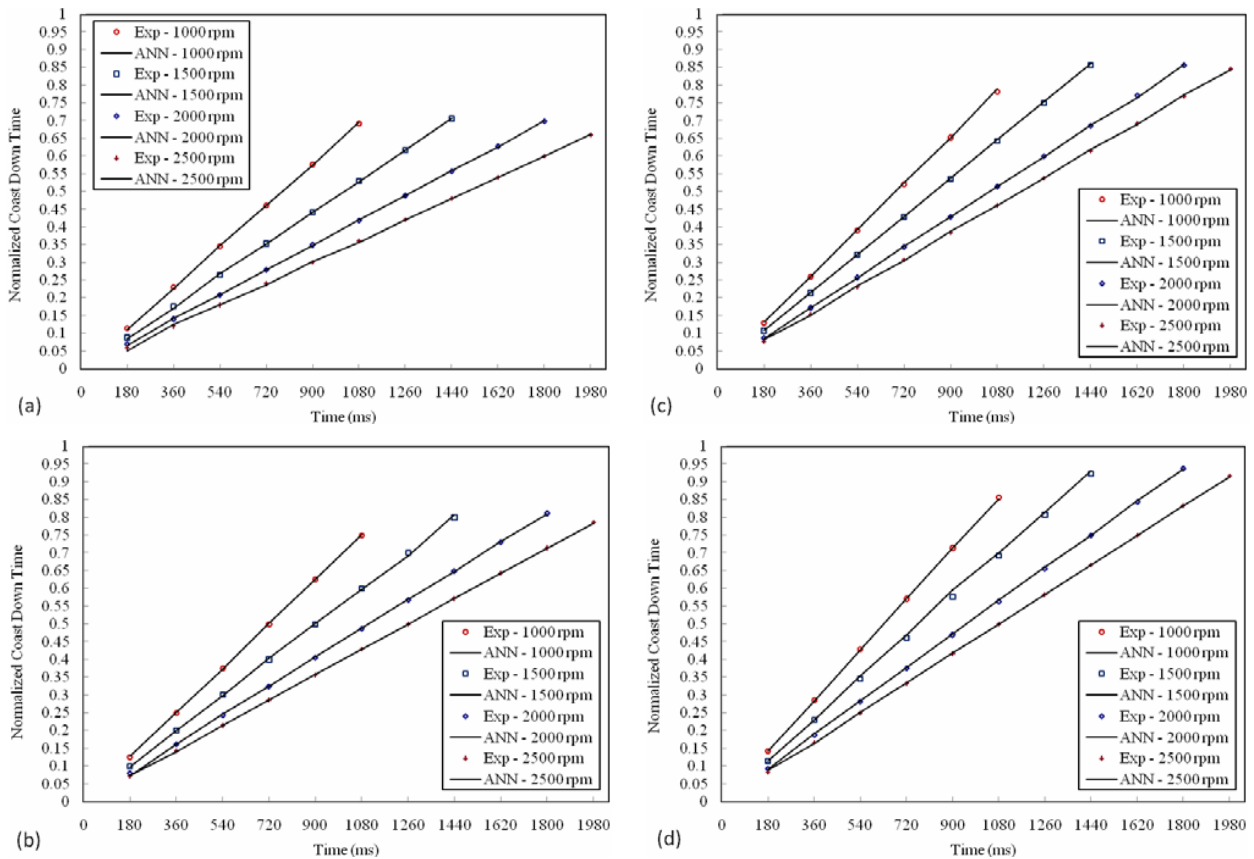 Normalized Coast Down Time
1
0.95
0.9
0.85
0.8
0.75
0.7
0.65
0.6
0.55
0.5
0.45
0.4
0.35
0.3
0.25
0.2
0.15
0.1
0.05
0
Exp - 1000 rpm
ANN - 1000 rpm
Exp - 1500 rpm
ANN - 1500 rpm
Exp - 2000 rpm
ANN - 2000 rpm
Exp - 2500 rpm
ANN - 2500 rpm
0 180 360 540 720 900 1080 1260 1440 1620 1800 1980
(a)
Time (ms)
Normalized Coast Down Time
1
0.95
0.9
0.85
0.8
0.75
0.7
0.65
0.6
0.55
0.5
0.45
0.4
0.35
0.3
0.25
0.2
0.15
0.1
0.05
0
Exp - 1000 rpm
ANN - 1000 rpm
Exp - 1500 rpm
ANN - 1500 rpm
Exp - 2000 rpm
ANN - 2000 rpm
Exp - 2500 rpm
ANN - 2500 rpm
0 180 360 540 720 900 1080 1260 1440 1620 1800 1980
(c)
Time (ms)
Normalized Coast Down Time
1
0.95
0.9
0.85
0.8
0.75
0.7
0.65
0.6
0.55
0.5
0.45
0.4
0.35
0.3
0.25
0.2
0.15
0.1
0.05
0
Exp - 1000 rpm
ANN - 1000 rpm
Exp - 1500 rpm
ANN - 1500 rpm
Exp - 2000 rpm
ANN - 2000 rpm
Exp - 2500 rpm
ANN - 2500 rpm
0 180 360 540 720 900 1080 1260 1440 1620 1800 1980
(b)
Time (ms)
Normalized Coast Down Time
1
0.95
0.9
0.85
0.8
0.75
0.7
0.65
0.6
0.55
0.5
0.45
0.4
0.35
0.3
0.25
0.2
0.15
0.1
0.05
0
Exp - 1000 rpm
ANN - 1000 rpm
Exp - 1500 rpm
ANN - 1500 rpm
Exp - 2000 rpm
ANN - 2000 rpm
Exp - 2500 rpm
ANN - 2500 rpm
0 180 360 540 720 900 1080 1260 1440 1620 1800 1980
(d)
Time (ms)